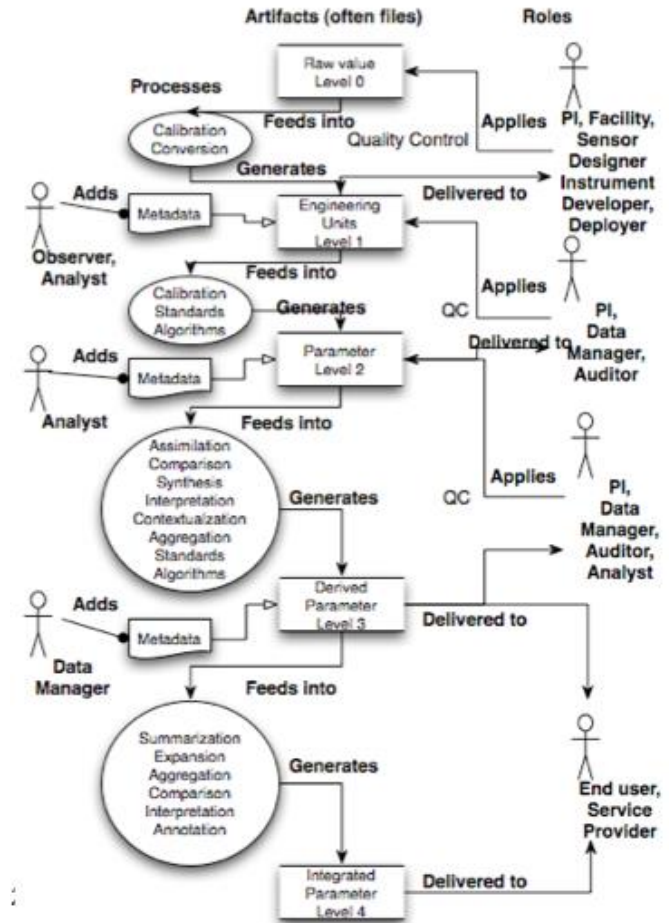 Artifacts (often files)
Roles
Raw value
Level 0
Processes
Feeds into
Applies
Quality Control
PI, Facility,
Sensor
Designer
Instrument
Developer,
Deployer
Calibration
Conversion
Generates
Adds
Metadata
Engineering
Units
Level 1
Delivered to
Observer,
Analyst
Feeds into
Calibration
Standards
Algorithms
Generates
Applies
QC
PI,
Data
Manager,
Auditor
Delivered to
Adds
Metadata
Parameter
Level 2
Analyst
Feeds into
Assimilation
Comparison
Synthesis
Interpretation
Contextualzation
Aggregation
Standards
Algorithms
Generates
Applies
QC
PI,
Data
Manager,
Auditor,
Analyst
Adds
Metadata
Derived
Parameter
Level 3
Delivered to
Data
Manager
Feeds into
Summarization
Expansion
Aggregation
Comparison
Interpretation
Annotation
Generates
End user,
Service
Provider
Integrated
Parameter
Level 4
Delivered to